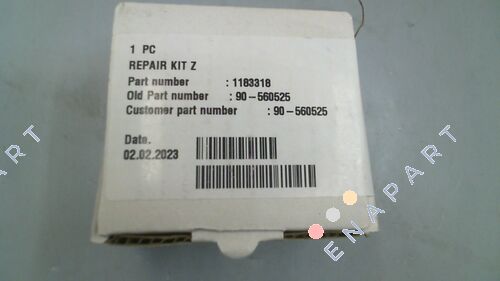 1 PC
REPAIR KIT Z
Part number : 1183318
Old Part number : 90-560525
Customer part number : 90-560525
Date.
02.02.2023
ENAPART